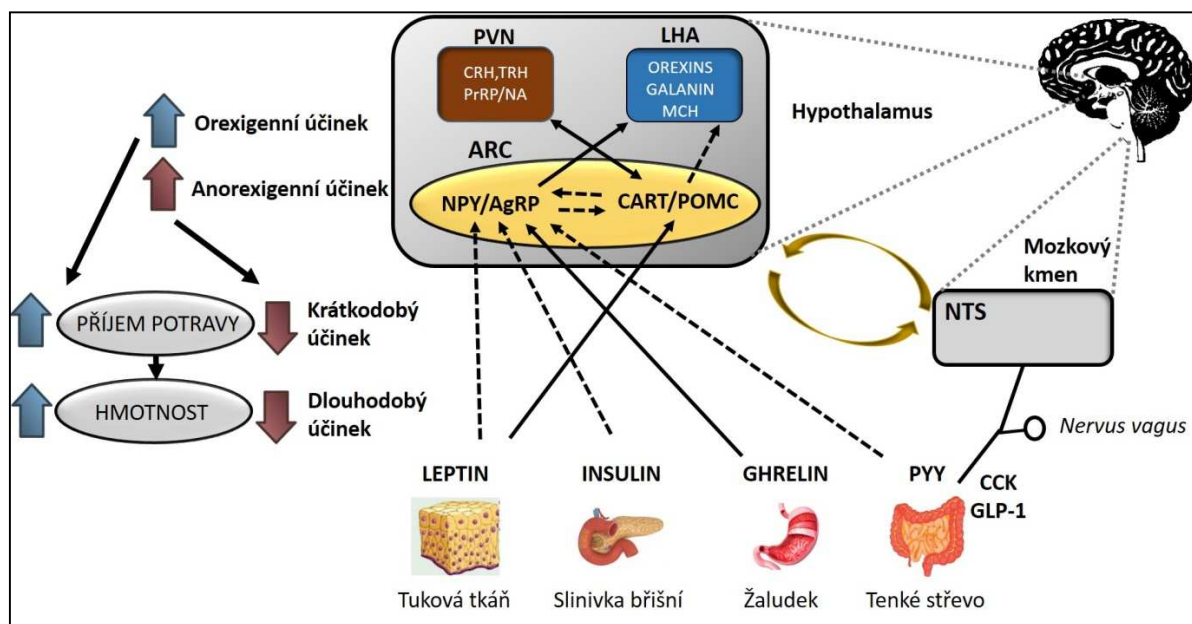 PVN
LHA
CRH,TRH
PrRP/NA
OREXINS
GALANIN
MCH
Hypothalamus
Orexigenní účinek
Anorexigenní účinek
ARC
NPY/AgRP
CART/POMC
Mozkový
kmen
NTS
PŘÍJEM POTRAVY
Krátkodobý
účinek
HMOTNOST
Dlouhodobý
účinek
Nervus vagus
LEPTIN
INSULIN
GHRELIN
PYY
CCK
GLP-1
Tuková tkáň
Slinivka břišní
Žaludek
Tenké střevo